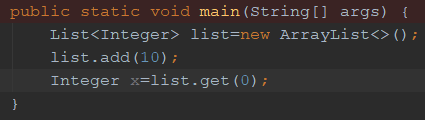 public static void main(String[] args) {
List<Integer> list=new ArrayList<>();
list.add(10);
Integer x=list.get(0);
}